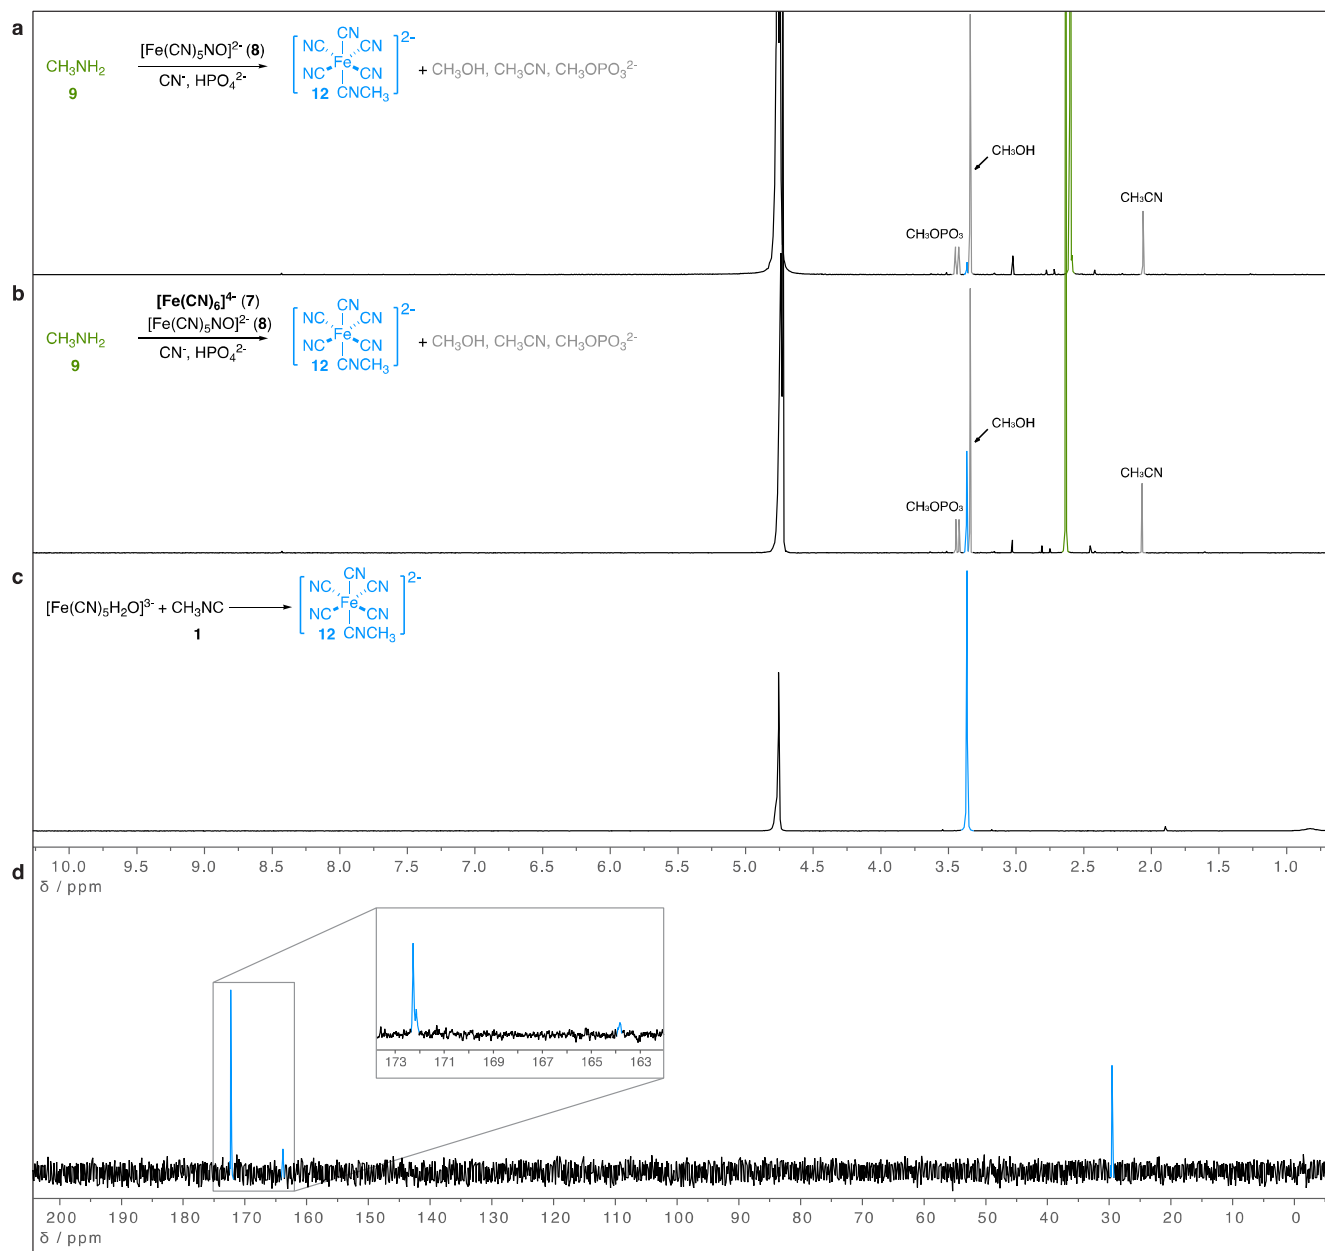 a
CH₃NH₂
9
[Fe(CN)₅NO]²⁻ (8)
CN⁻, HPO₄²⁻
CN
NC CN
Fe
NC CN
12 CNCH₃
2-
+ CH₃OH, CH₃CN, CH₃OPO₃²⁻
CH₃OH
CH₃CN
CH₃OPO₃
b
CH₃NH₂
9
[Fe(CN)₆]⁴⁻ (7)
[Fe(CN)₅NO]²⁻ (8)
CN⁻, HPO₄²⁻
CN
NC CN
Fe
NC CN
12 CNCH₃
2-
+ CH₃OH, CH₃CN, CH₃OPO₃²⁻
CH₃OH
CH₃CN
CH₃OPO₃
c
[Fe(CN)₅H₂O]³⁻ + CH₃NC
1
CN
NC CN
Fe
NC CN
12 CNCH₃
2-
10.0 9.5 9.0 8.5 8.0 7.5 7.0 6.5 6.0 5.5 5.0 4.5 4.0 3.5 3.0 2.5 2.0 1.5 1.0
δ / ppm
d
173 171 169 167 165 163
200 190 180 170 160 150 140 130 120 110 100 90 80 70 60 50 40 30 20 10 0
δ / ppm